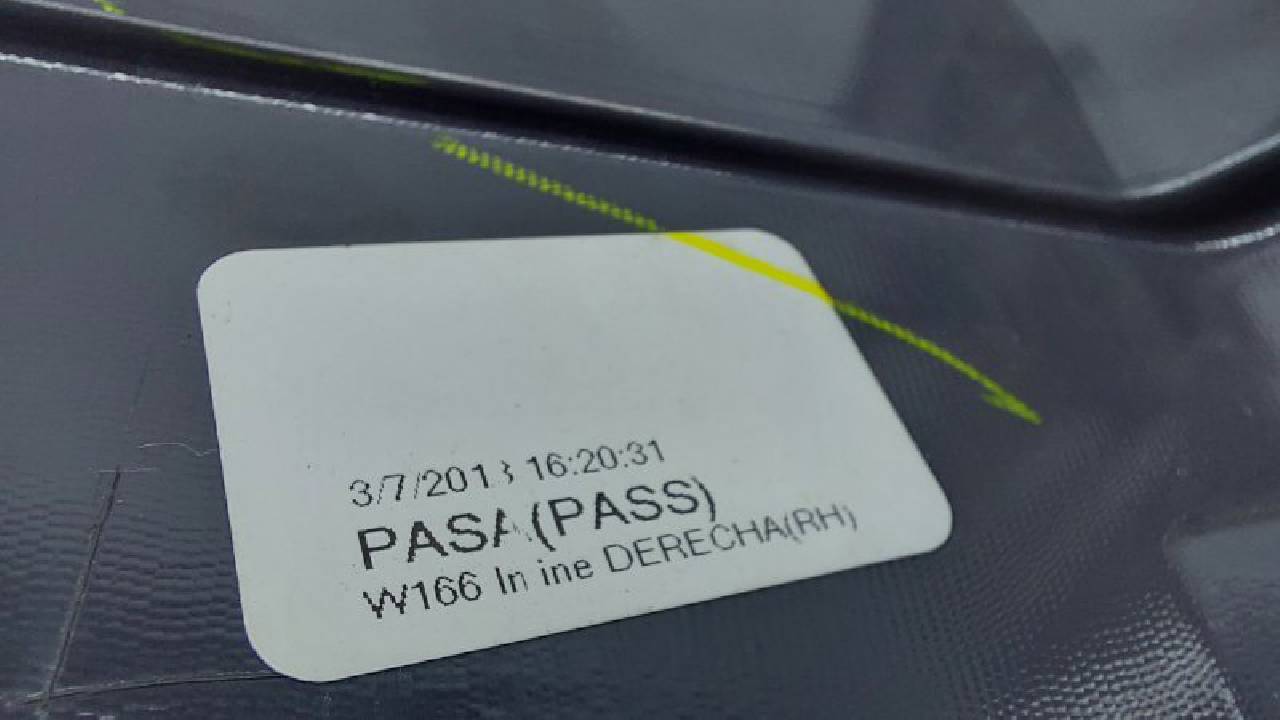 3/7/2013 16:20:31
PASA(PASS)
W166 In ine DERECHA(RH)